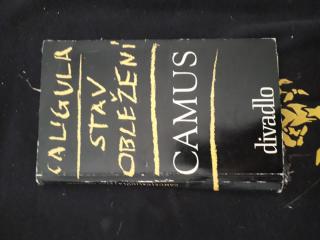 CALIGULA
STAV
OBLEŽENÍ
CAMUS
divadlo